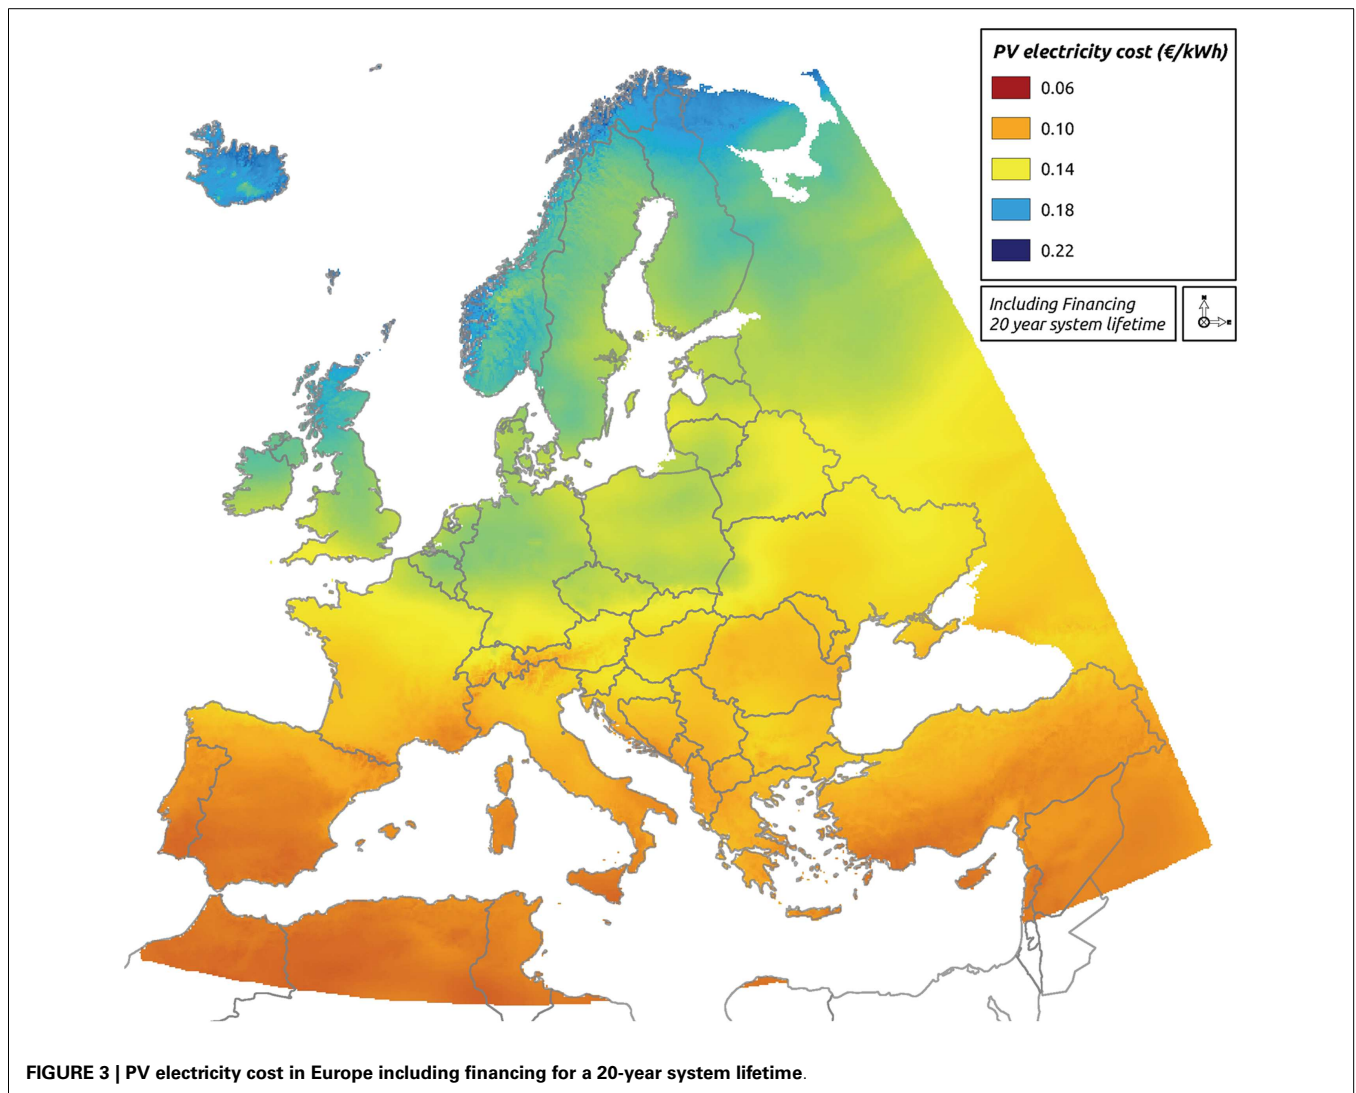 PV electricity cost (€/kWh)
0.06
0.10
0.14
0.18
0.22
Including Financing
20 year system lifetime
N
E
FIGURE 3 | PV electricity cost in Europe including financing for a 20-year system lifetime.